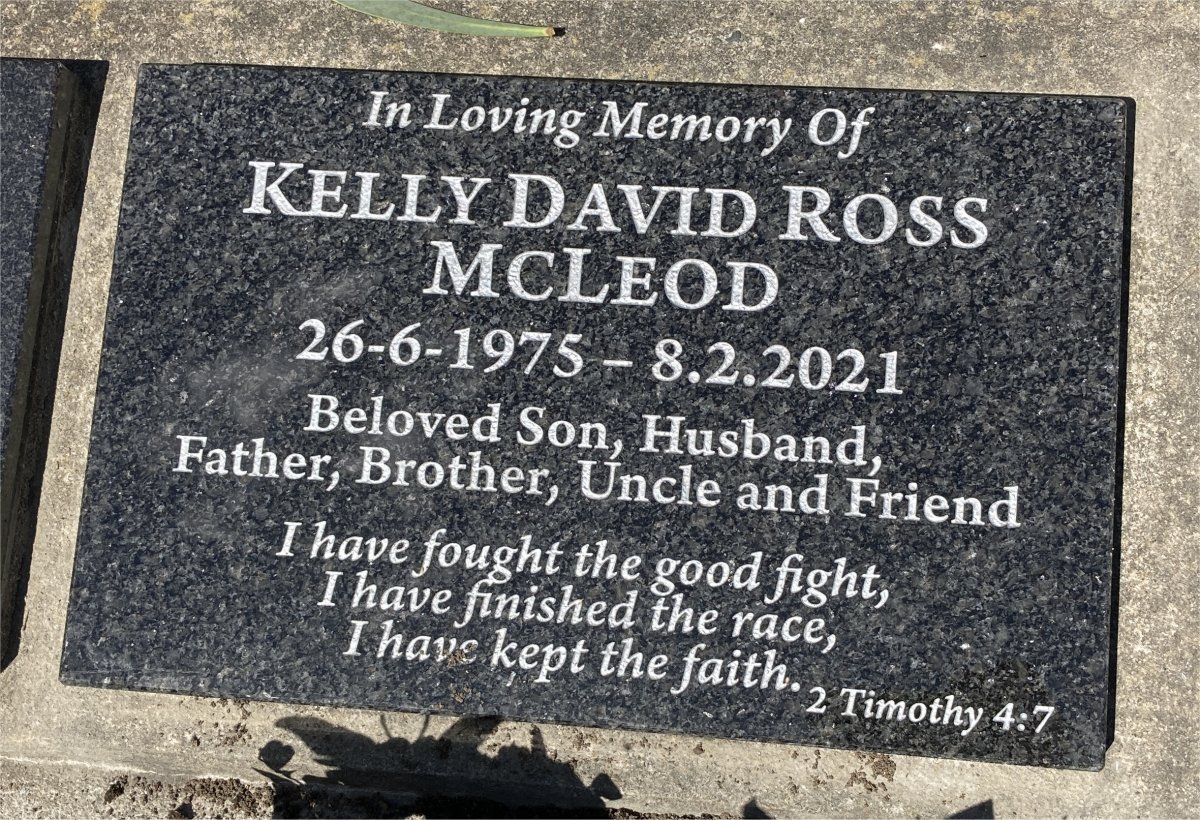 In Loving Memory Of
KELLY DAVID ROSS
MCLEOD
26-6-1975 – 8.2.2021
Beloved Son, Husband,
Father, Brother, Uncle and Friend
I have fought the good fight,
I have finished the race,
I have kept the faith.
2 Timothy 4:7